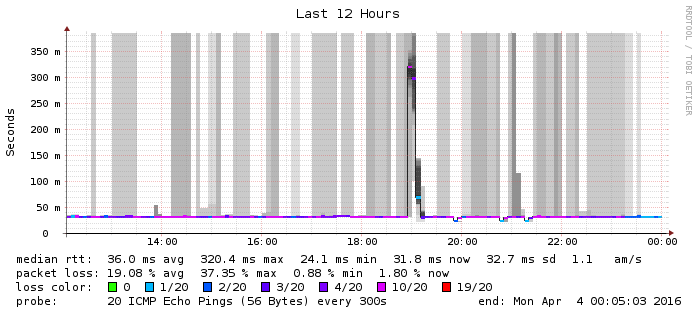 Last 12 Hours
RRDTOOL / TOBI OETIKER
Seconds
350 m
300 m
250 m
200 m
150 m
100 m
50 m
0
14:00 16:00 18:00 20:00 22:00 00:00
median rtt: 36.0 ms avg 320.4 ms max 24.1 ms min 31.8 ms now 32.7 ms sd 1.1 am/s
packet loss: 19.08 % avg 37.35 % max 0.88 % min 1.80 % now
loss color: 0 1/20 2/20 3/20 4/20 10/20 19/20
probe: 20 ICMP Echo Pings (56 Bytes) every 300s end: Mon Apr 4 00:05:03 2016